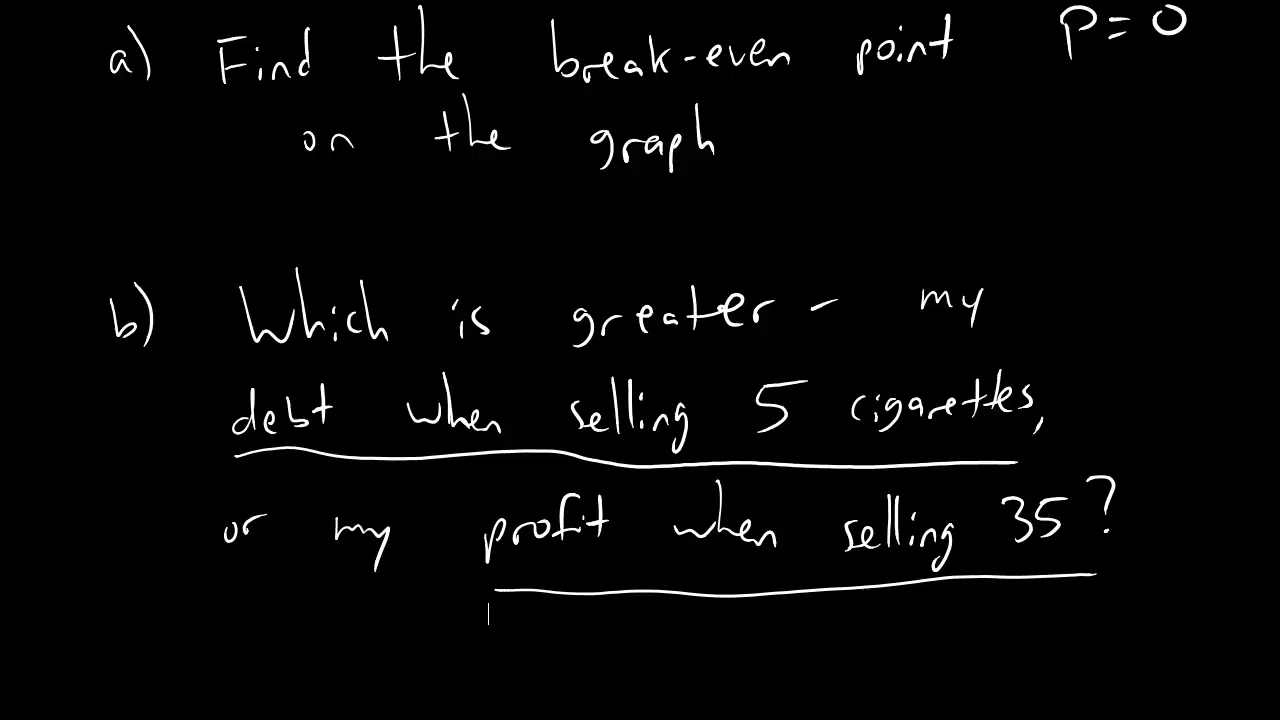 a) Find the break-even point P = 0
on the graph
b) Which is greater - my
debt when selling 5 cigarettes,
or my profit when selling 35?